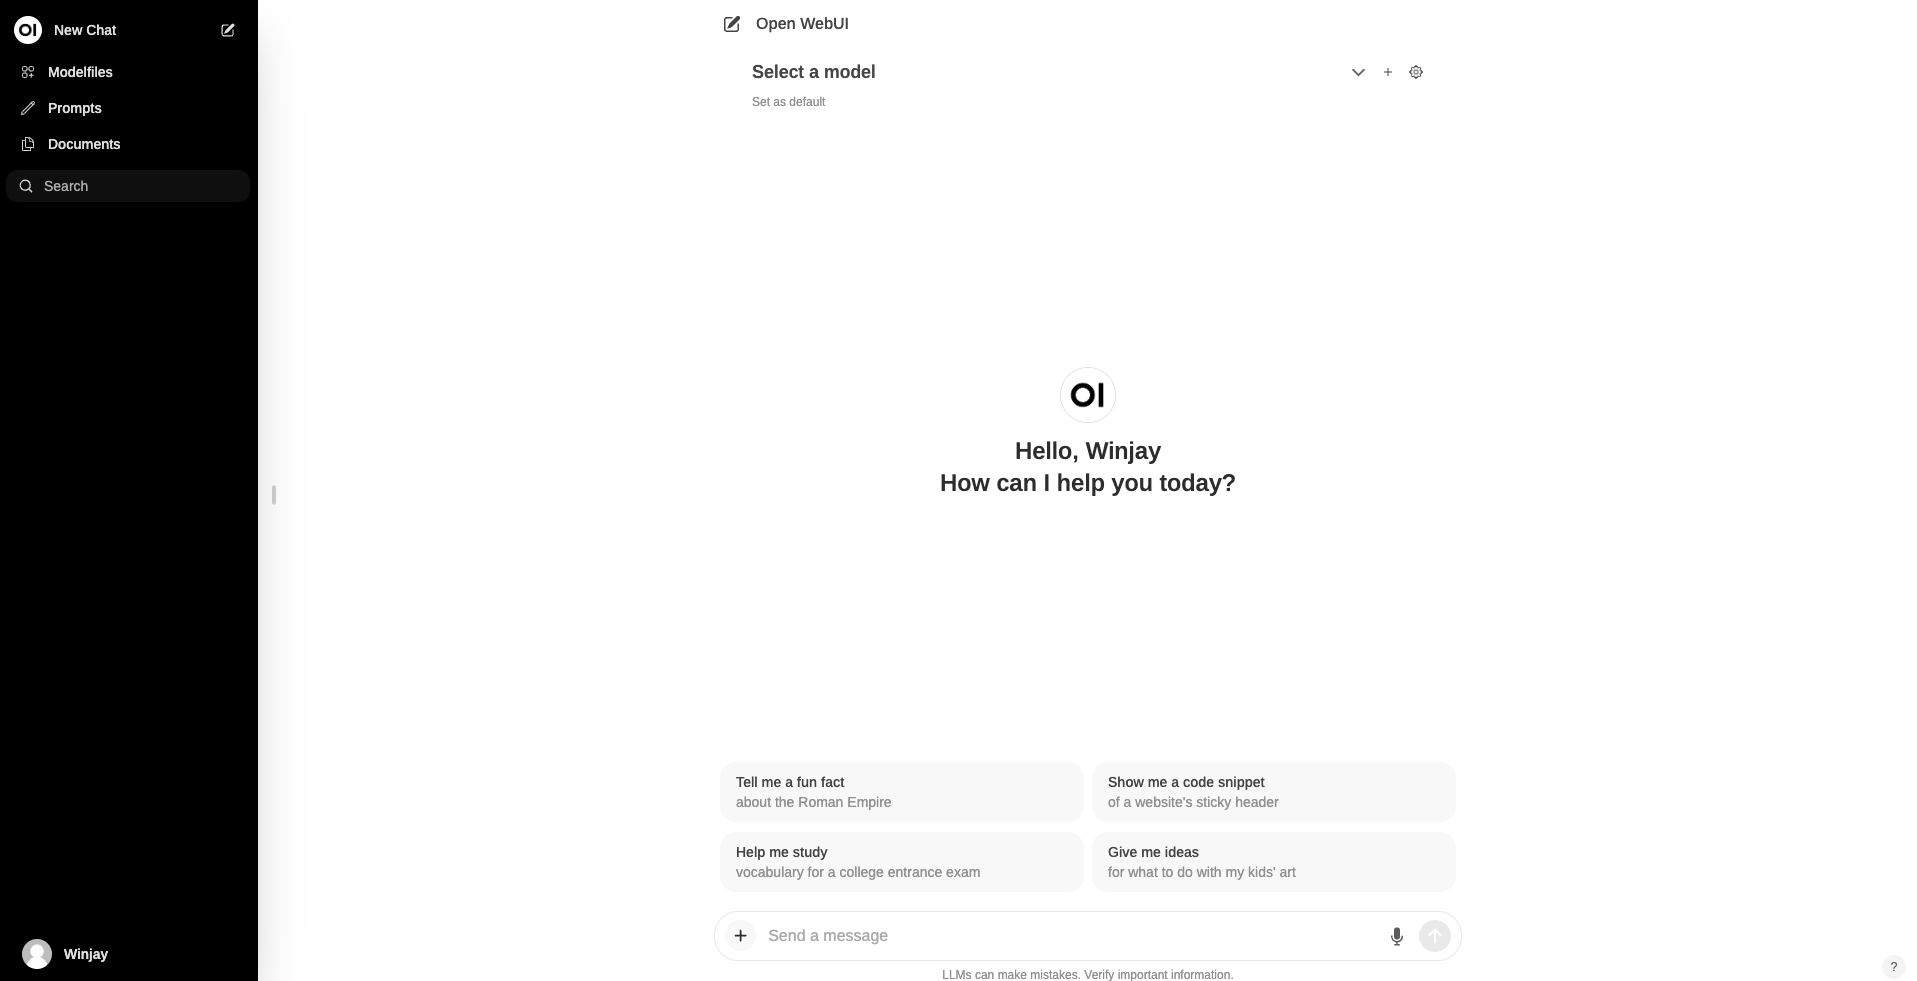 OI New Chat
Modelfiles
Prompts
Documents
Search
Winjay
Open WebUI
Select a model
Set as default
OI
Hello, Winjay
How can I help you today?
Tell me a fun fact
about the Roman Empire
Show me a code snippet
of a website's sticky header
Help me study
vocabulary for a college entrance exam
Give me ideas
for what to do with my kids' art
Send a message
LLMs can make mistakes. Verify important information.
?